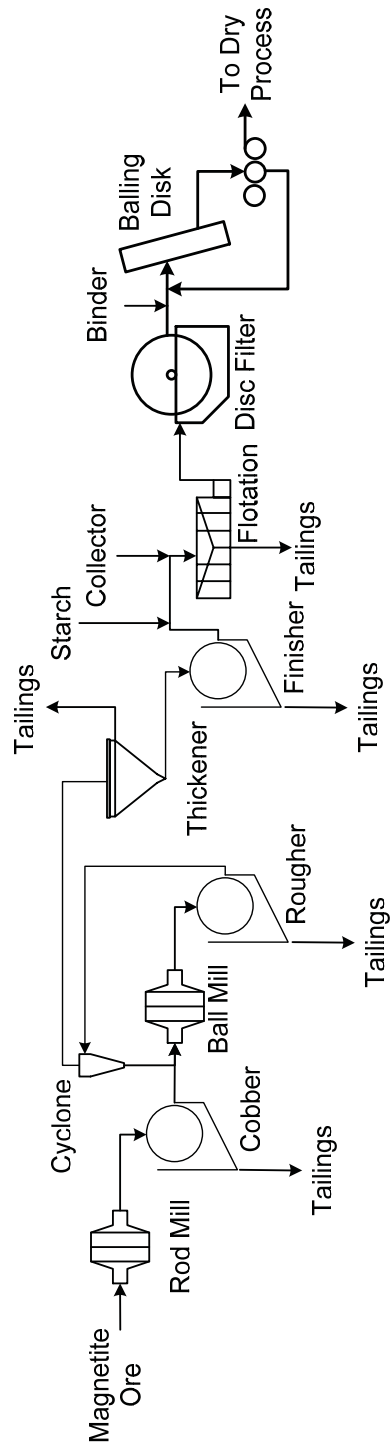 Magnetite
Ore
Rod Mill
Cobber
Tailings
Cyclone
Ball Mill
Rougher
Tailings
Thickener
Tailings
Finisher
Tailings
Starch
Collector
Flotation
Tailings
Disc Filter
Binder
Balling
Disk
To Dry
Process